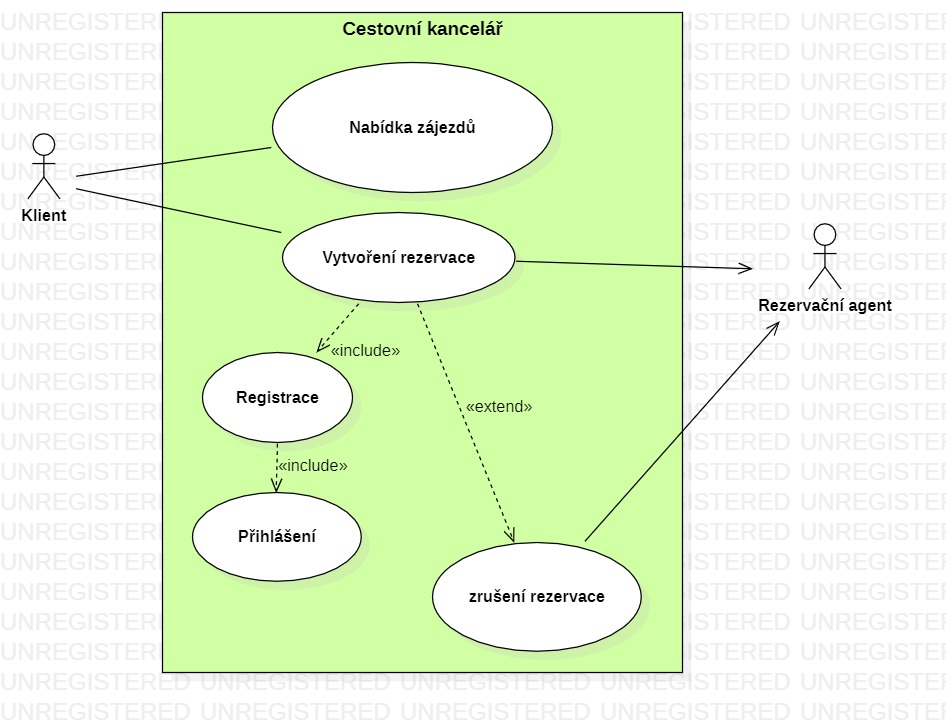 Cestovní kancelář
Nabídka zájezdů
Klient
Vytvoření rezervace
Rezervační agent
«include»
Registrace
«extend»
«include»
Přihlášení
zrušení rezervace
UNREGISTERED UNREGISTERED UNREGISTERED UNREGISTERED UNREGISTERED